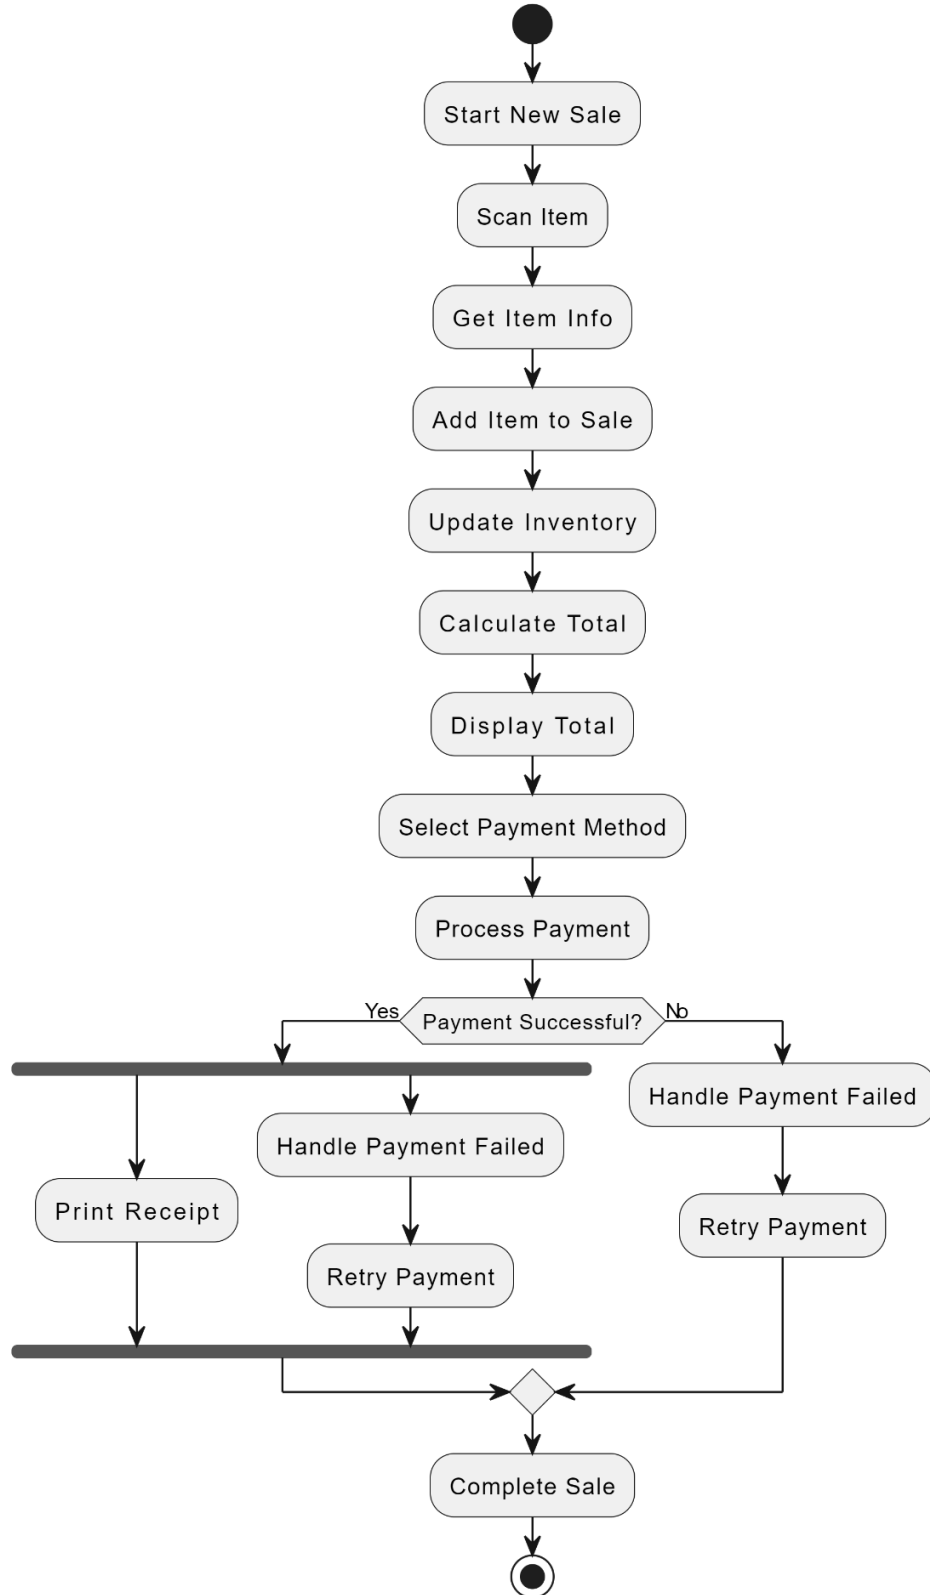 Start New Sale
Scan Item
Get Item Info
Add Item to Sale
Update Inventory
Calculate Total
Display Total
Select Payment Method
Process Payment
Yes
Payment Successful?
No
Handle Payment Failed
Handle Payment Failed
Print Receipt
Retry Payment
Retry Payment
Complete Sale